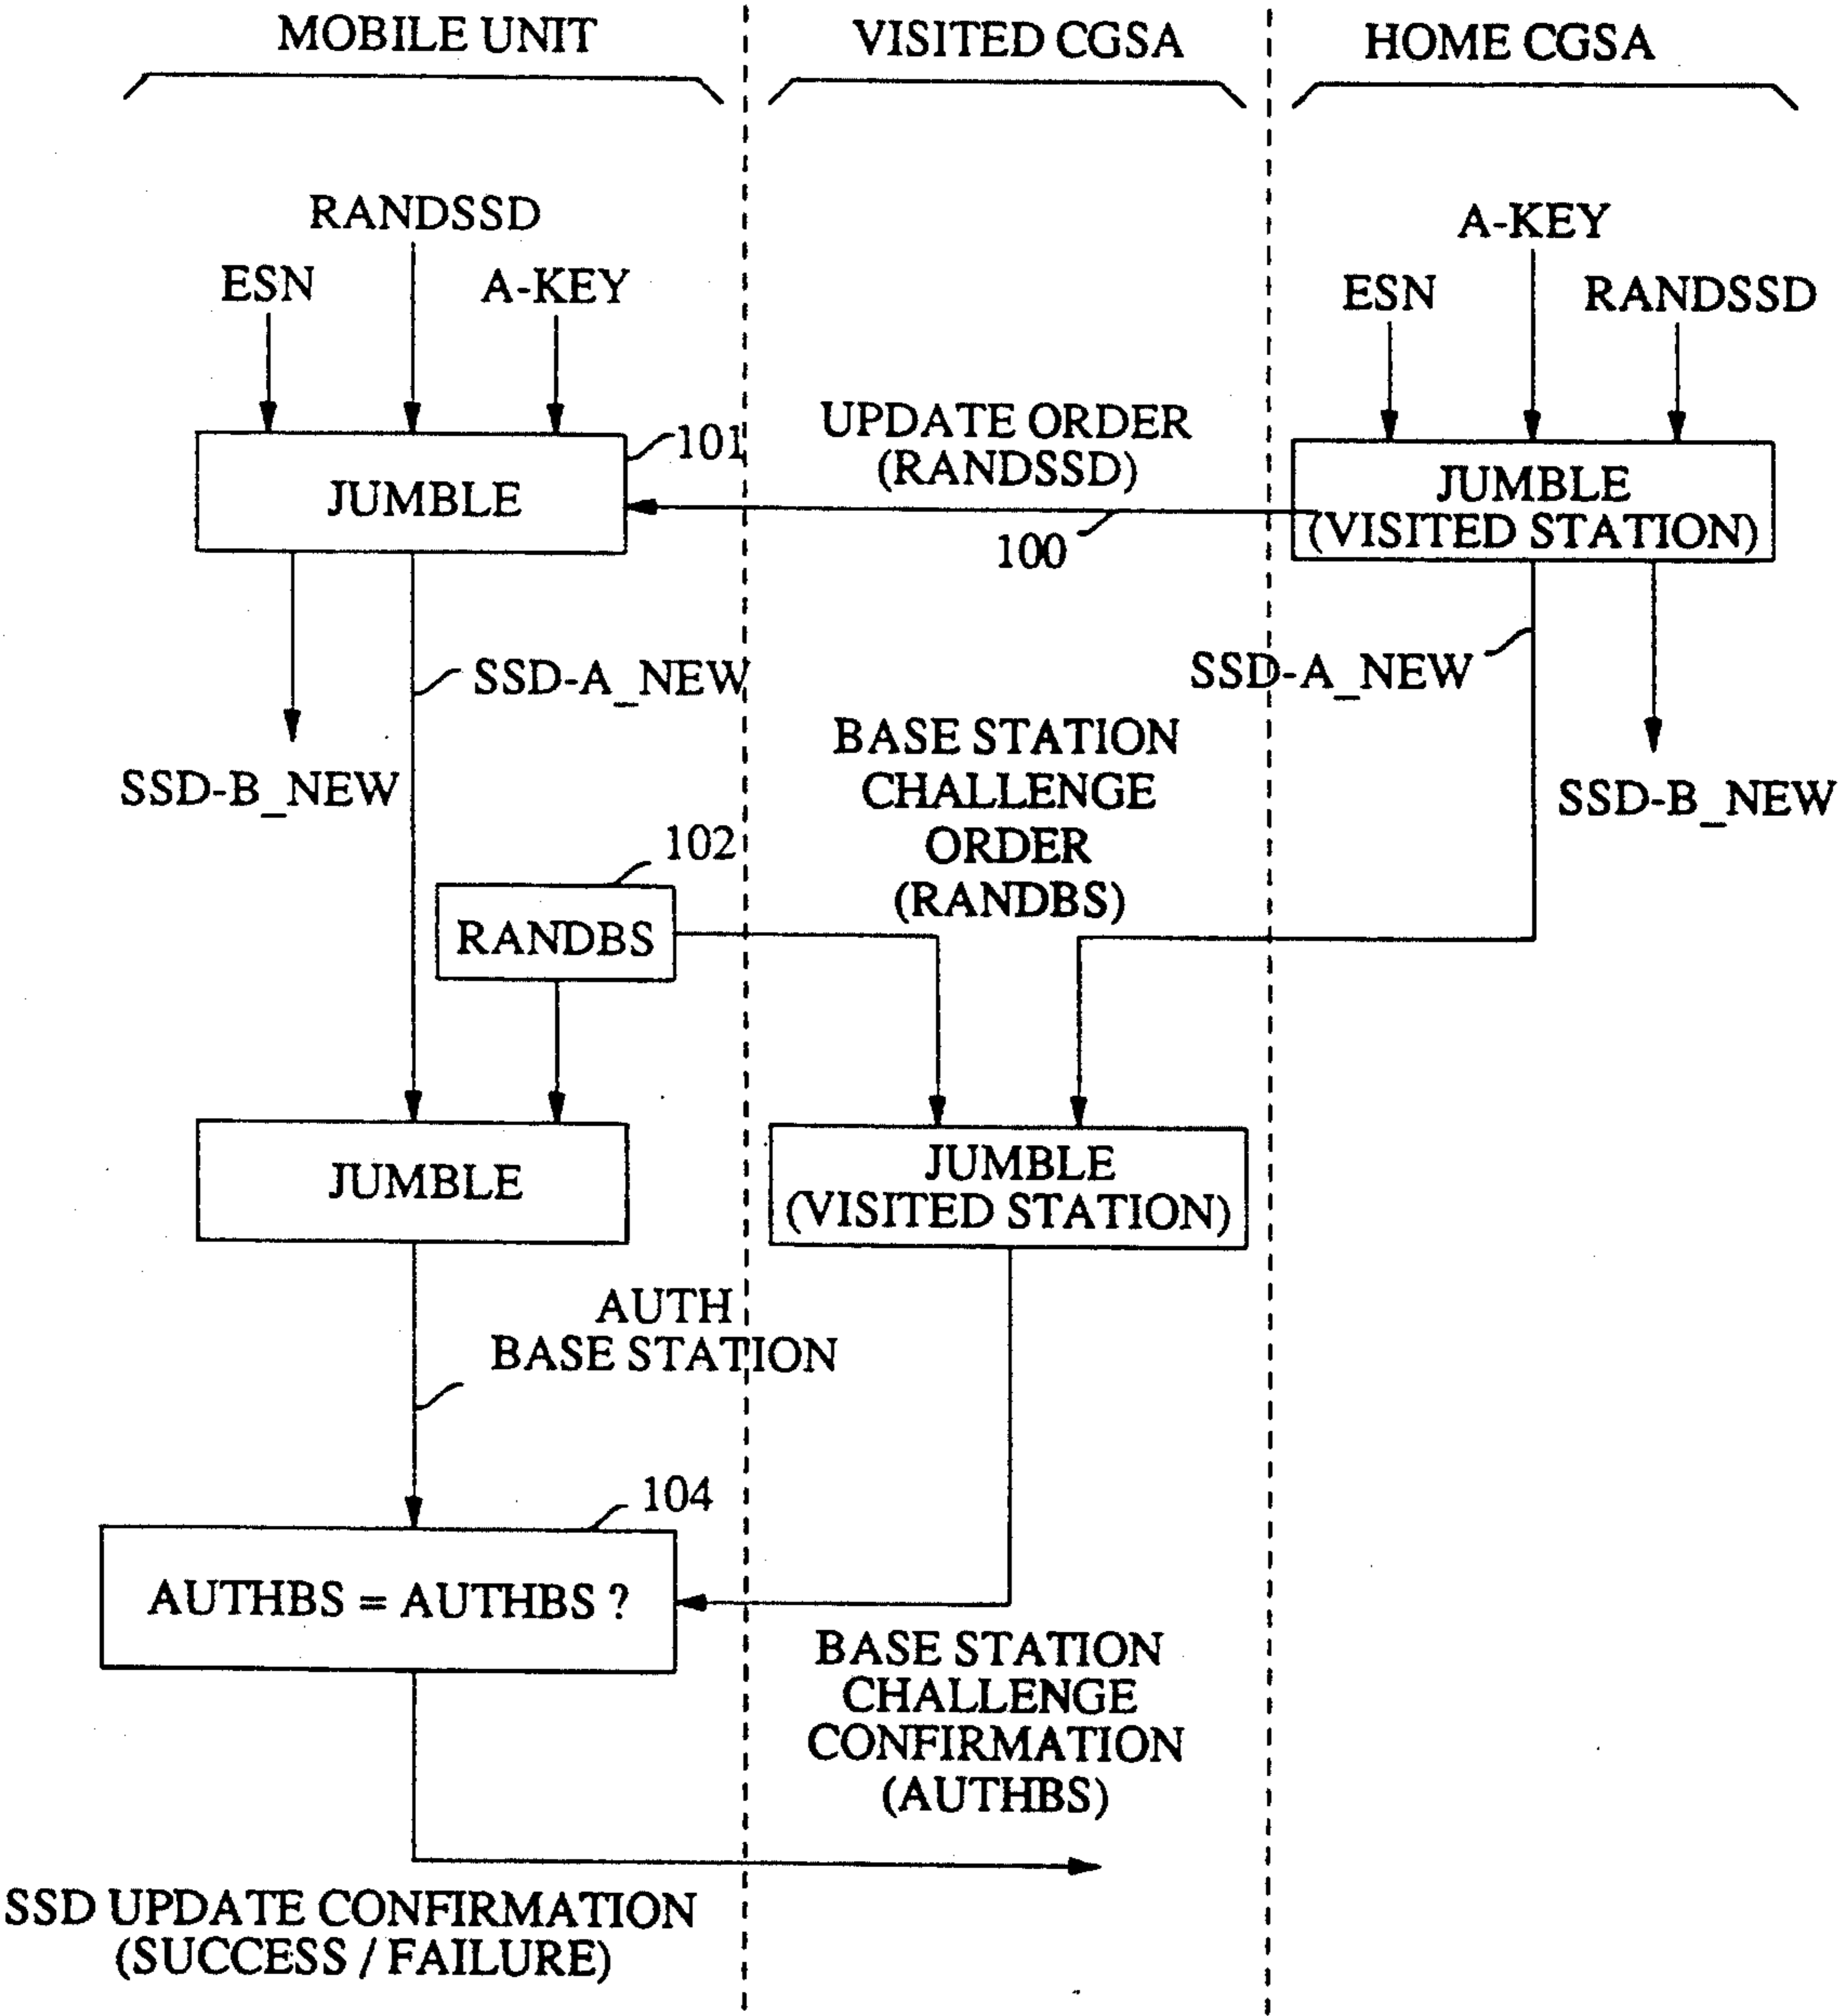 MOBILE UNIT
VISITED CGSA
HOME CGSA
RANDSSD
ESN
A-KEY
A-KEY
ESN
RANDSSD
101
UPDATE ORDER
(RANDSSD)
JUMBLE
100
JUMBLE
(VISITED STATION)
SSD-A_NEW
SSD-A_NEW
SSD-B_NEW
BASE STATION
CHALLENGE
ORDER
(RANDBS)
SSD-B_NEW
102
RANDBS
JUMBLE
JUMBLE
(VISITED STATION)
AUTH
BASE STATION
104
AUTHBS = AUTHBS ?
BASE STATION
CHALLENGE
CONFIRMATION
(AUTHBS)
SSD UPDATE CONFIRMATION
(SUCCESS / FAILURE)